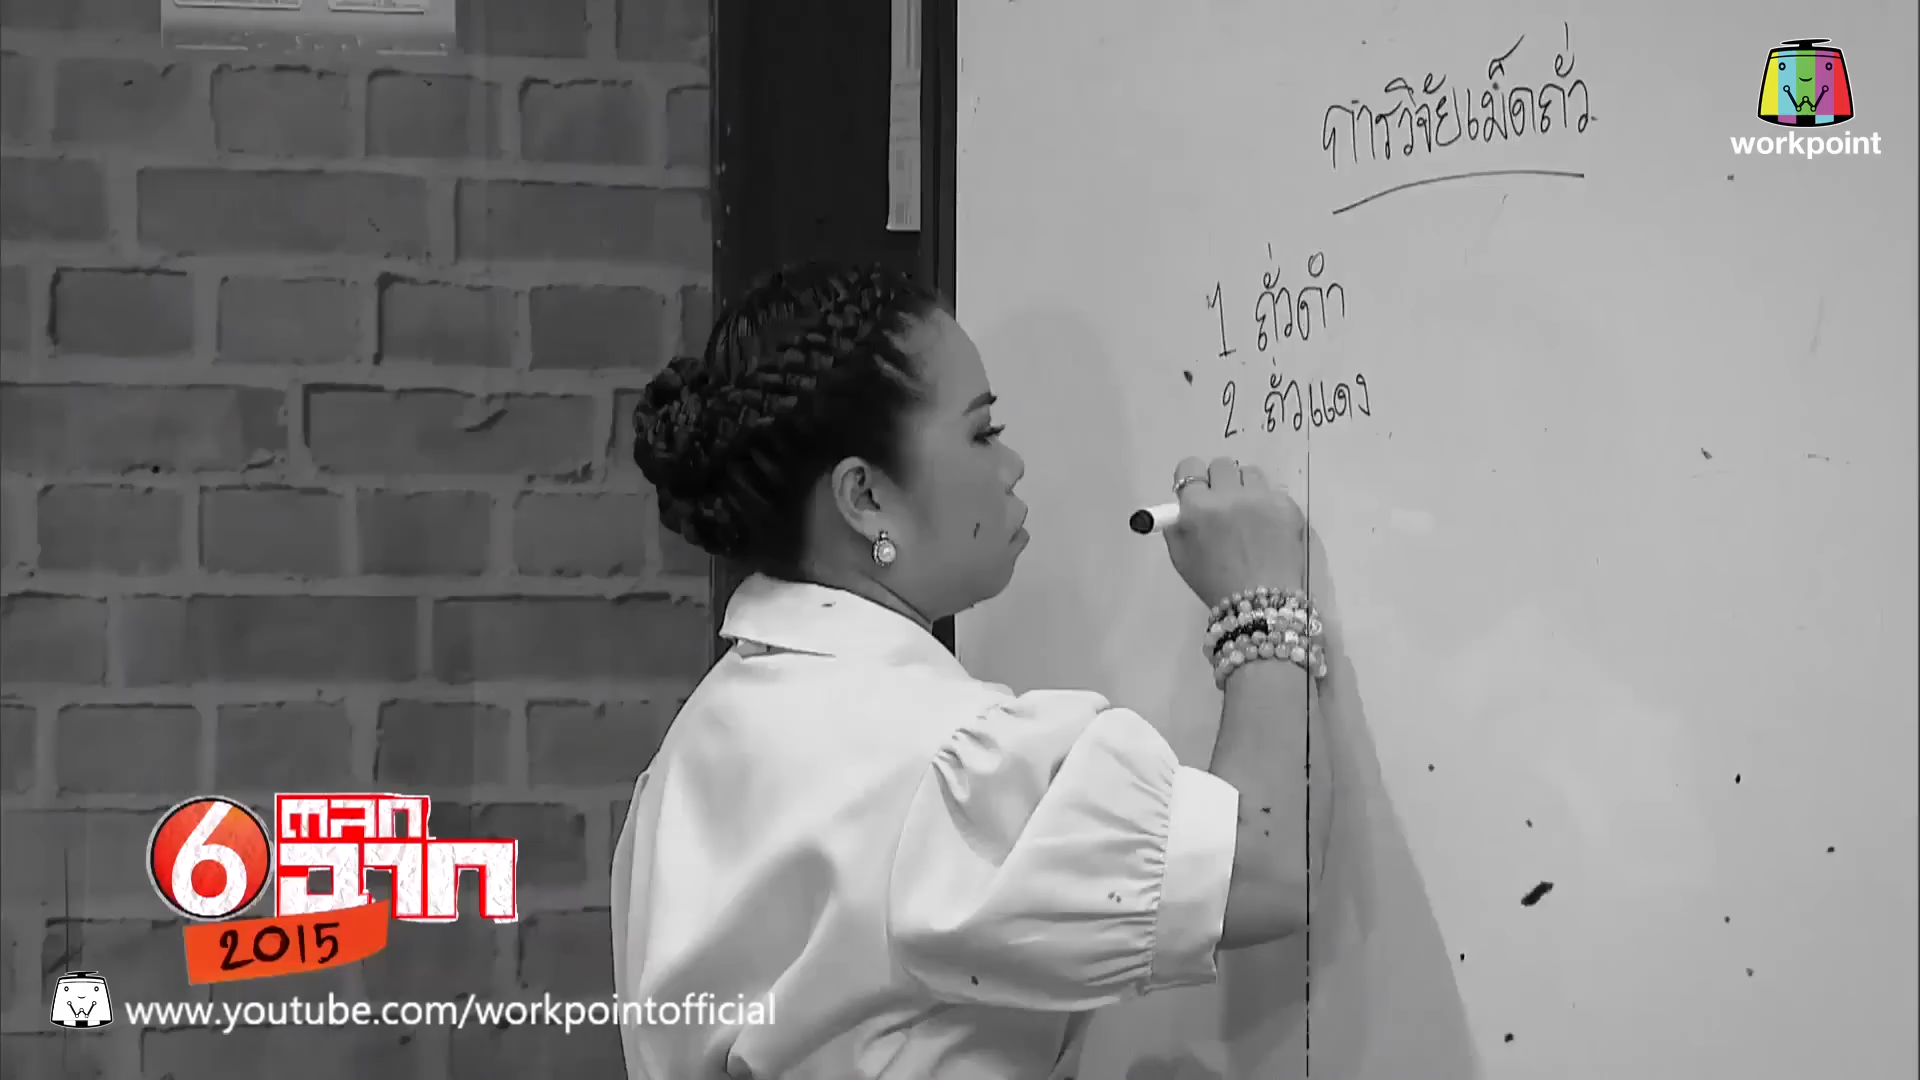 การวิจัยเม็ดถั่ว
workpoint
1 ถั่วดำ
2. ถั่วแดง
6 ตลก
ฉาก
2015
www.youtube.com/workpointofficial